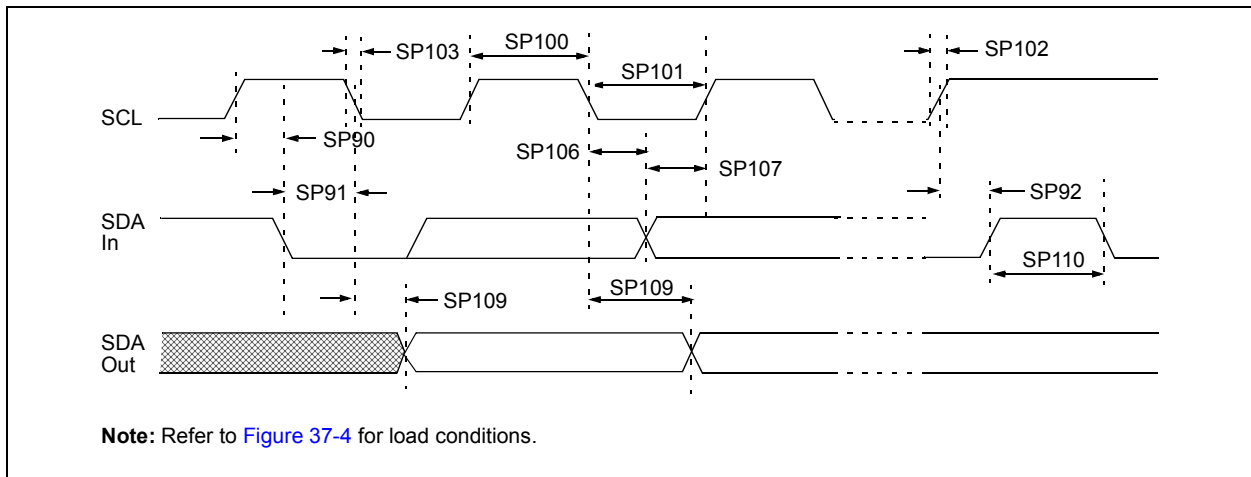 SP103
SP100
SP101
SP102
SCL
SP90
SP106
SP107
SP91
SP92
SDA
In
SP110
SP109
SP109
SDA
Out
Note: Refer to Figure 37-4 for load conditions.